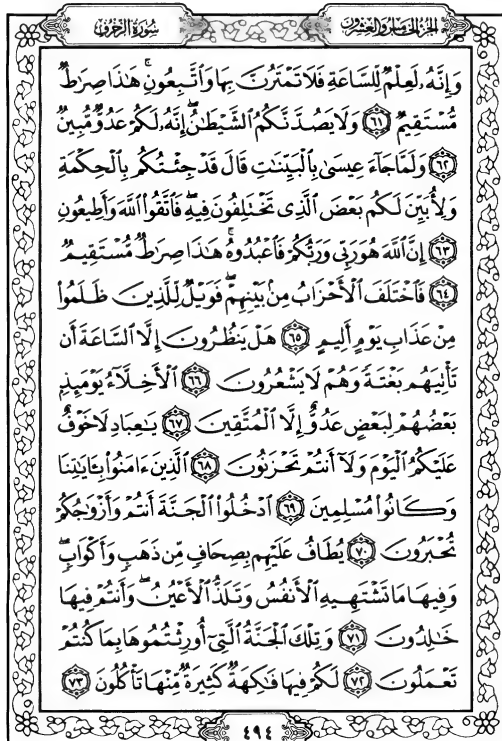 الجزء الخامس والعشرون
سورة الزخرف
وَإِنَّهُۥ لَعِلْمٌ لِّلسَّاعَةِ فَلَا تَمْتَرُنَّ بِهَا وَٱتَّبِعُونِ ۚ هَٰذَا صِرَٰطٌ
مُّسْتَقِيمٌ ٦١ وَلَا يَصُدَّنَّكُمُ ٱلشَّيْطَٰنُ ۖ إِنَّهُۥ لَكُمْ عَدُوٌّ مُّبِينٌ
٦٢ وَلَمَّا جَآءَ عِيسَىٰ بِٱلْبَيِّنَٰتِ قَالَ قَدْ جِئْتُكُم بِٱلْحِكْمَةِ
وَلِأُبَيِّنَ لَكُم بَعْضَ ٱلَّذِى تَخْتَلِفُونَ فِيهِ ۖ فَٱتَّقُوا۟ ٱللَّهَ وَأَطِيعُونِ
٦٣ إِنَّ ٱللَّهَ هُوَ رَبِّى وَرَبُّكُمْ فَٱعْبُدُوهُ ۚ هَٰذَا صِرَٰطٌ مُّسْتَقِيمٌ
٦٤ فَٱخْتَلَفَ ٱلْأَحْزَابُ مِنۢ بَيْنِهِمْ ۖ فَوَيْلٌ لِّلَّذِينَ ظَلَمُوا۟
مِنْ عَذَابِ يَوْمٍ أَلِيمٍ ٦٥ هَلْ يَنظُرُونَ إِلَّا ٱلسَّاعَةَ أَن
تَأْتِيَهُم بَغْتَةً وَهُمْ لَا يَشْعُرُونَ ٦٦ ٱلْأَخِلَّآءُ يَوْمَئِذٍۭ
بَعْضُهُمْ لِبَعْضٍ عَدُوٌّ إِلَّا ٱلْمُتَّقِينَ ٦٧ يَٰعِبَادِ لَا خَوْفٌ
عَلَيْكُمُ ٱلْيَوْمَ وَلَآ أَنتُمْ تَحْزَنُونَ ٦٨ ٱلَّذِينَ ءَامَنُوا۟ بِـَٔايَٰتِنَا
وَكَانُوا۟ مُسْلِمِينَ ٦٩ ٱدْخُلُوا۟ ٱلْجَنَّةَ أَنتُمْ وَأَزْوَٰجُكُمْ
تُحْبَرُونَ ٧٠ يُطَافُ عَلَيْهِم بِصِحَافٍ مِّن ذَهَبٍ وَأَكْوَابٍ ۖ
وَفِيهَا مَا تَشْتَهِيهِ ٱلْأَنفُسُ وَتَلَذُّ ٱلْأَعْيُنُ ۖ وَأَنتُمْ فِيهَا
خَٰلِدُونَ ٧١ وَتِلْكَ ٱلْجَنَّةُ ٱلَّتِىٓ أُورِثْتُمُوهَا بِمَا كُنتُمْ
تَعْمَلُونَ ٧٢ لَكُمْ فِيهَا فَٰكِهَةٌ كَثِيرَةٌ مِّنْهَا تَأْكُلُونَ ٧٣
٤٩٤